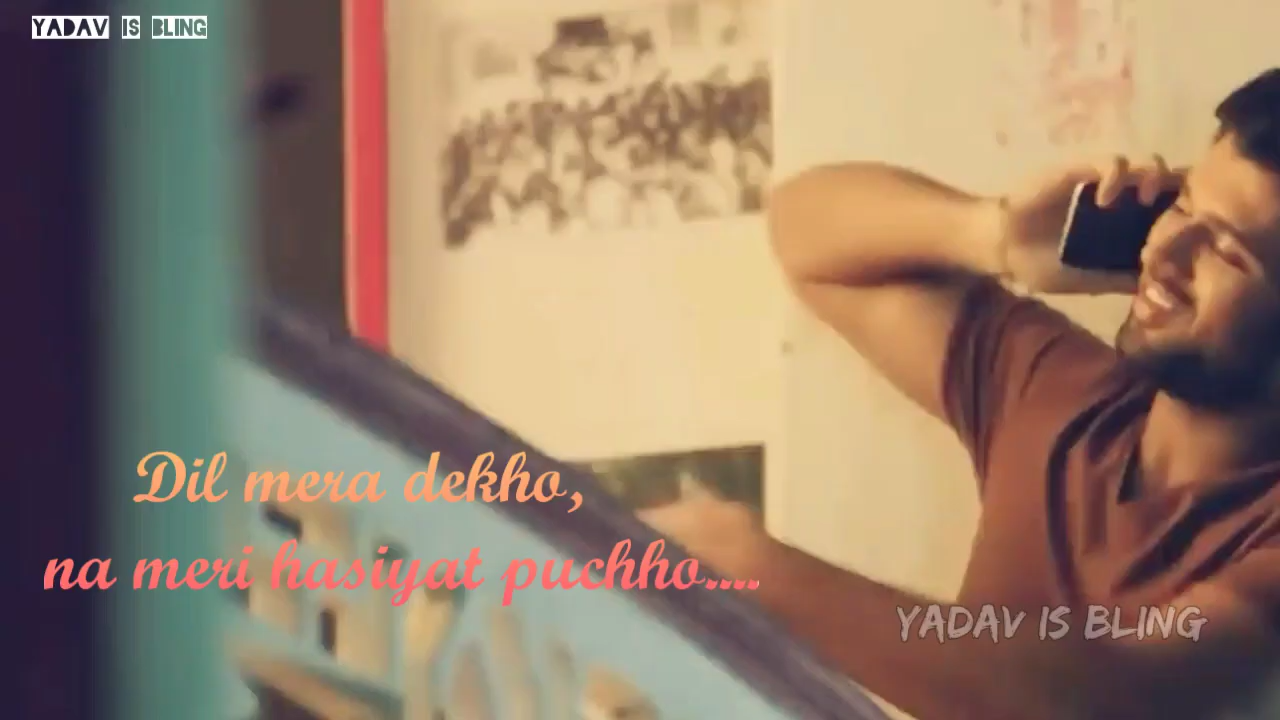 YADAV IS BLING
Dil mera dekho,
na meri hasiyat puchho....
YADAV IS BLING